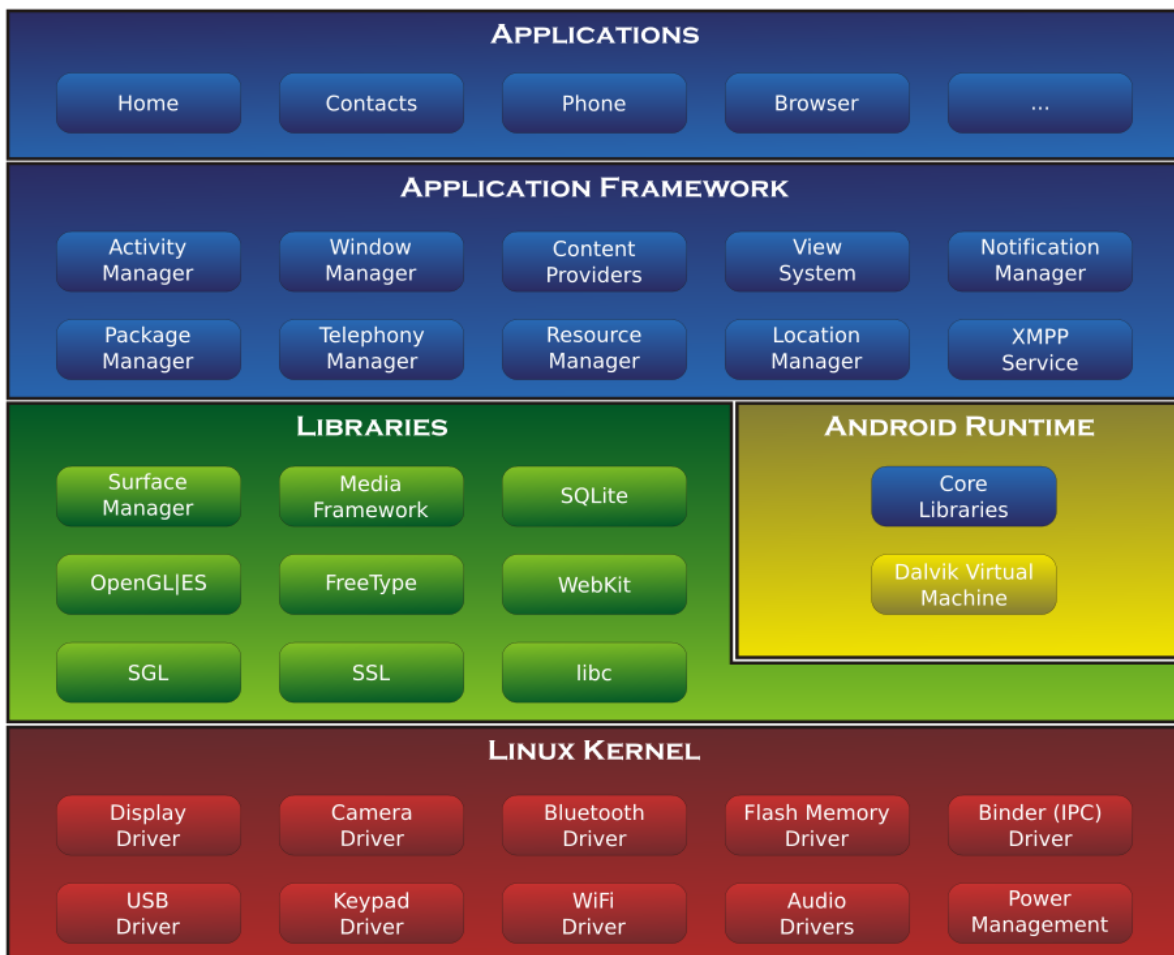 APPLICATIONS
Home
Contacts
Phone
Browser
...
APPLICATION FRAMEWORK
Activity
Manager
Window
Manager
Content
Providers
View
System
Notification
Manager
Package
Manager
Telephony
Manager
Resource
Manager
Location
Manager
XMPP
Service
LIBRARIES
Surface
Manager
Media
Framework
SQLite
OpenGL|ES
FreeType
WebKit
SGL
SSL
libc
ANDROID RUNTIME
Core
Libraries
Dalvik Virtual
Machine
LINUX KERNEL
Display
Driver
Camera
Driver
Bluetooth
Driver
Flash Memory
Driver
Binder (IPC)
Driver
USB
Driver
Keypad
Driver
WiFi
Driver
Audio
Drivers
Power
Management